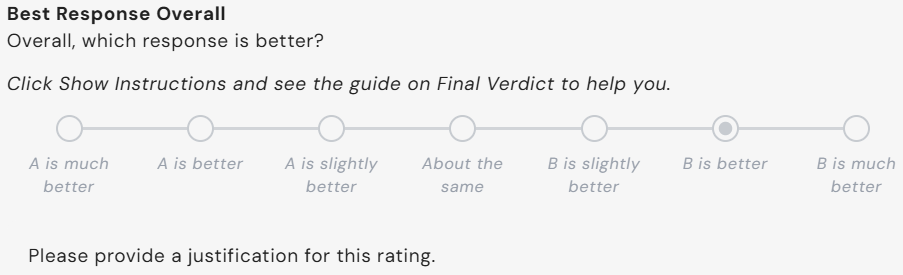 Best Response Overall
Overall, which response is better?
Click Show Instructions and see the guide on Final Verdict to help you.
A is much better
A is better
A is slightly better
About the same
B is slightly better
B is better
B is much better
Please provide a justification for this rating.